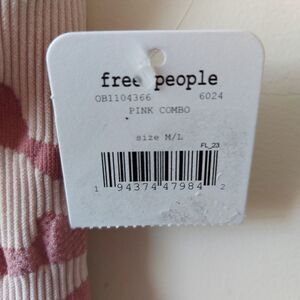 free people
OB1104366 6024
PINK COMBO
size M/L
FL_23
1 94374 47984 2